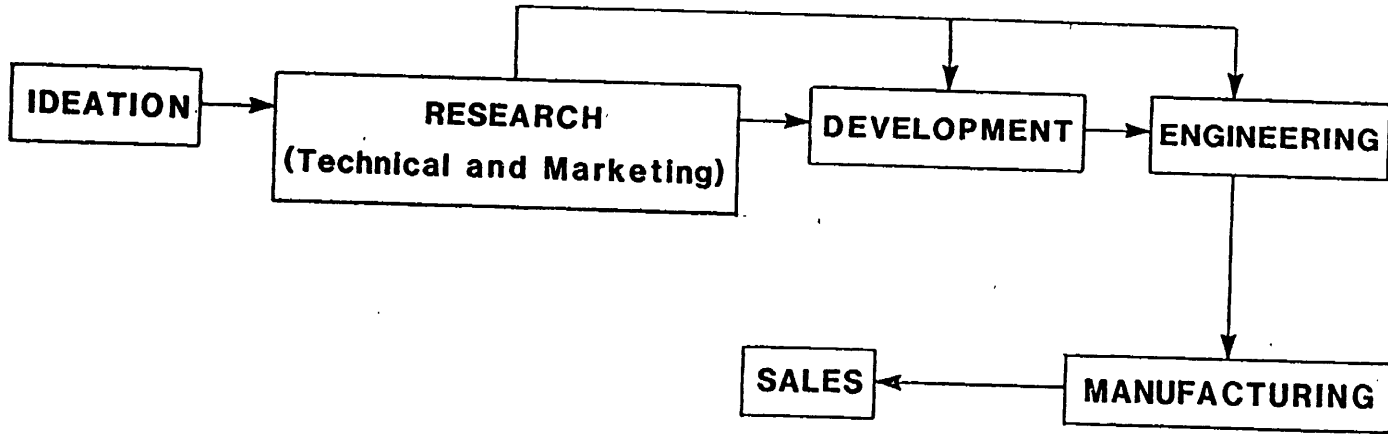 IDEATION
RESEARCH
(Technical and Marketing)
DEVELOPMENT
ENGINEERING
SALES
MANUFACTURING